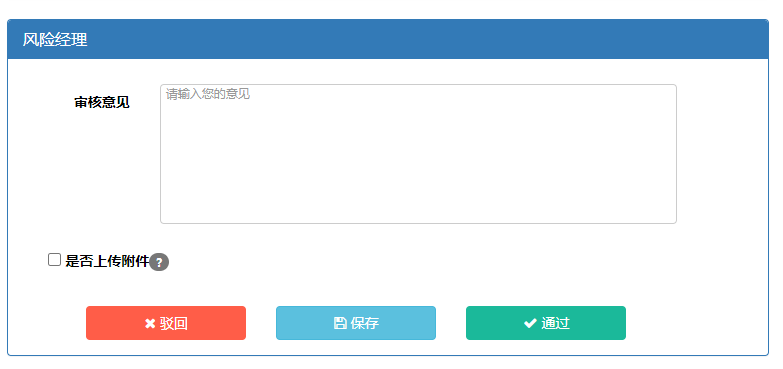 风险经理
审核意见
请输入您的意见
是否上传附件?
驳回
保存
通过